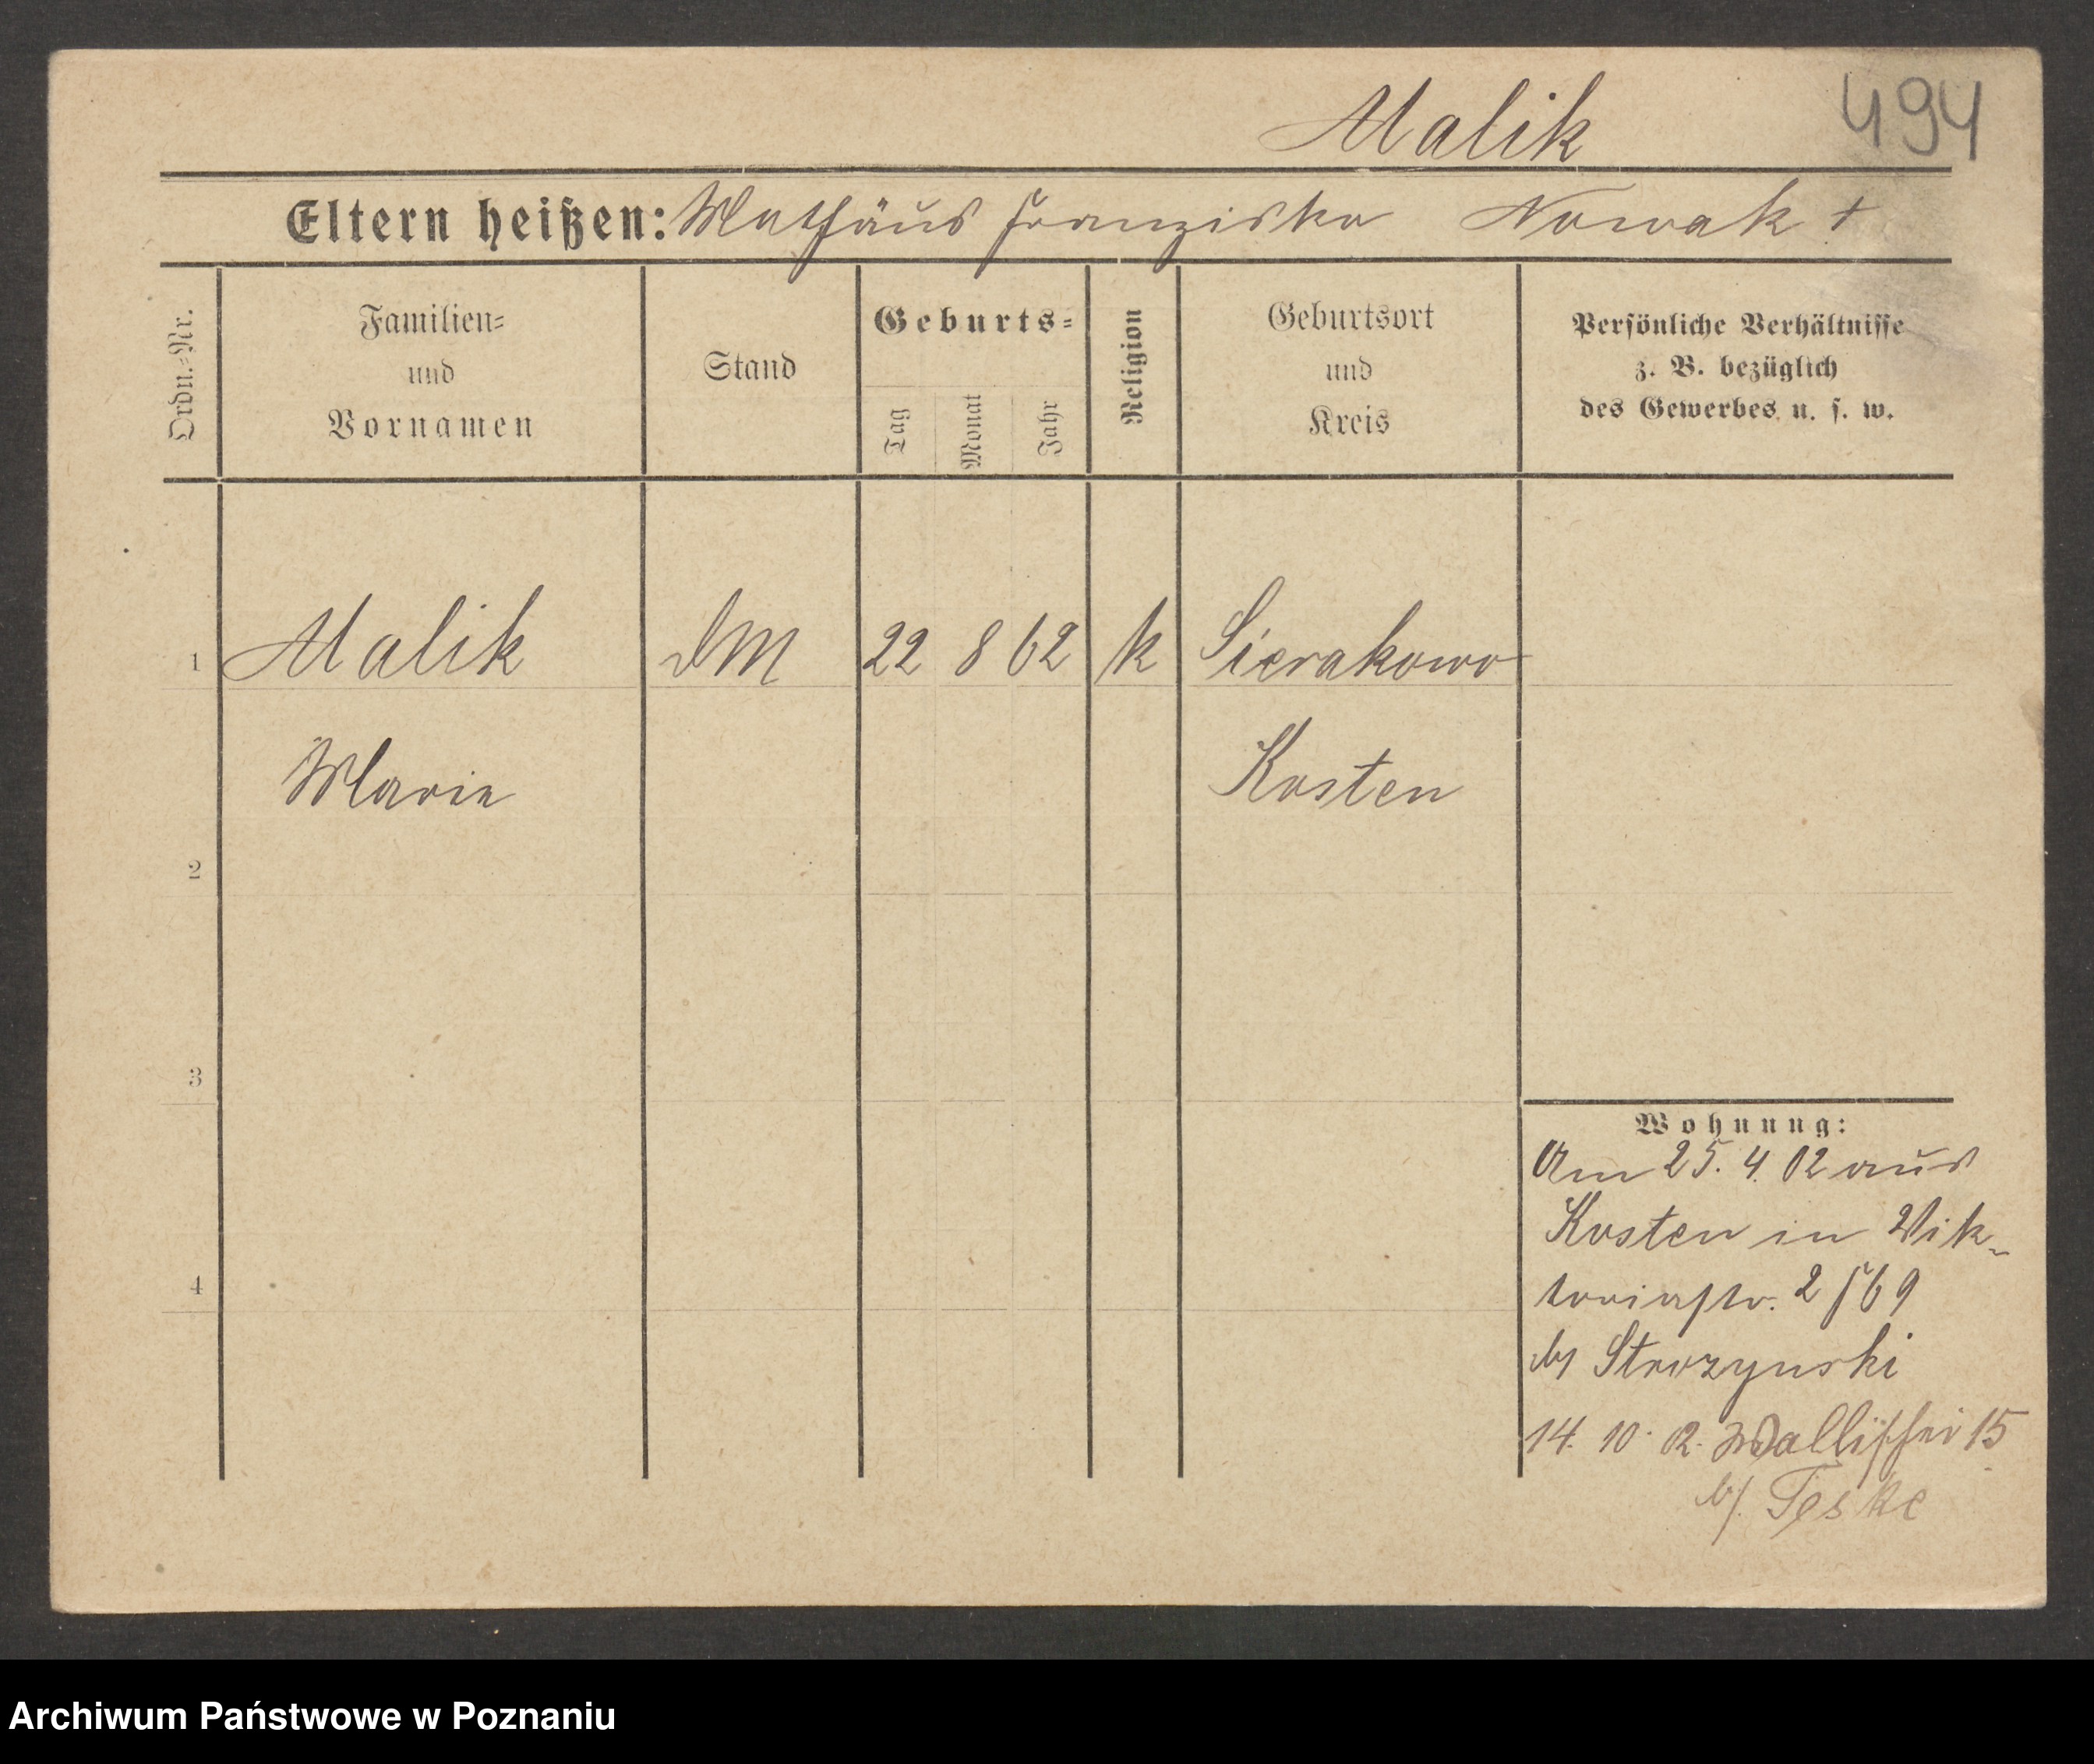 Malik 494
Eltern heißen: Mathäus Franziska Nowak †
Ordn.=Nr.
Familien=
und
Vornamen
Stand
Geburts=
Tag
Monat
Jahr
Religion
Geburtsort
und
Kreis
Persönliche Verhältnisse
z. B. bezüglich
des Gewerbes u. s. w.
1 Malik DM 22 8 62 k Sierakowo
Marie Kosten
2
3
4
Wohnung:
Am 25. 4. 02 aus
Kosten in Vik-
toriastr. 2 / 69
b/ Strozynski
14. 10. 02. Wallischei 15
b/. Teske
Archiwum Państwowe w Poznaniu